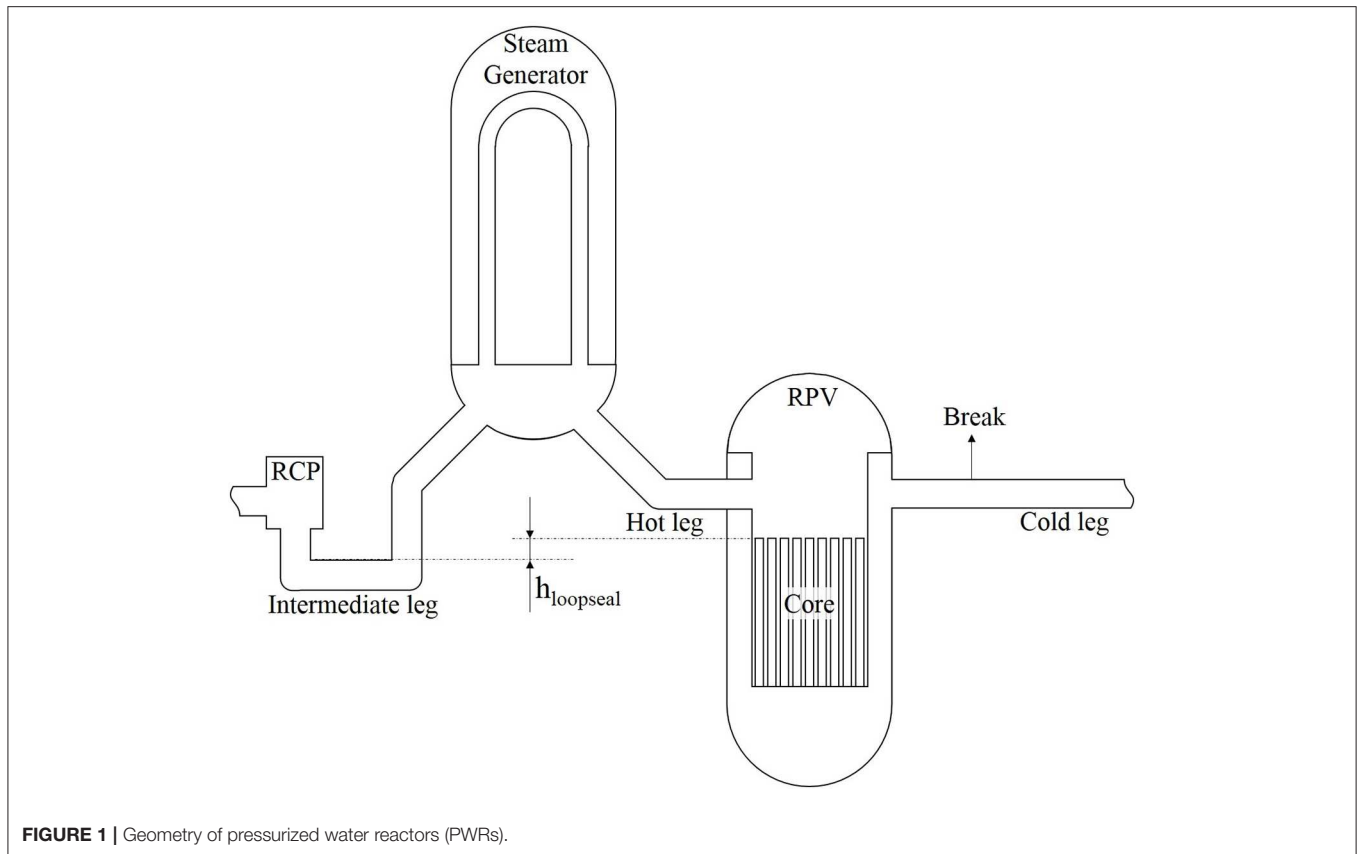 Steam
Generator
RPV
Break
RCP
Hot leg
Cold leg
h_loopseal
Intermediate leg
Core
FIGURE 1 | Geometry of pressurized water reactors (PWRs).